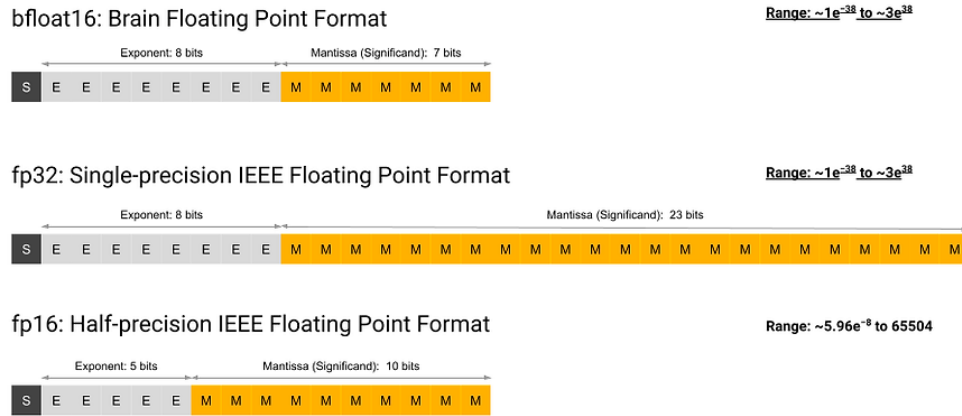 bfloat16: Brain Floating Point Format
Range: ~1e⁻³⁸ to ~3e³⁸
Exponent: 8 bits Mantissa (Significand): 7 bits
S E E E E E E E E M M M M M M M
fp32: Single-precision IEEE Floating Point Format
Range: ~1e⁻³⁸ to ~3e³⁸
Exponent: 8 bits Mantissa (Significand): 23 bits
S E E E E E E E E M M M M M M M M M M M M M M M M M M M M M M M
fp16: Half-precision IEEE Floating Point Format
Range: ~5.96e⁻⁸ to 65504
Exponent: 5 bits Mantissa (Significand): 10 bits
S E E E E E M M M M M M M M M M